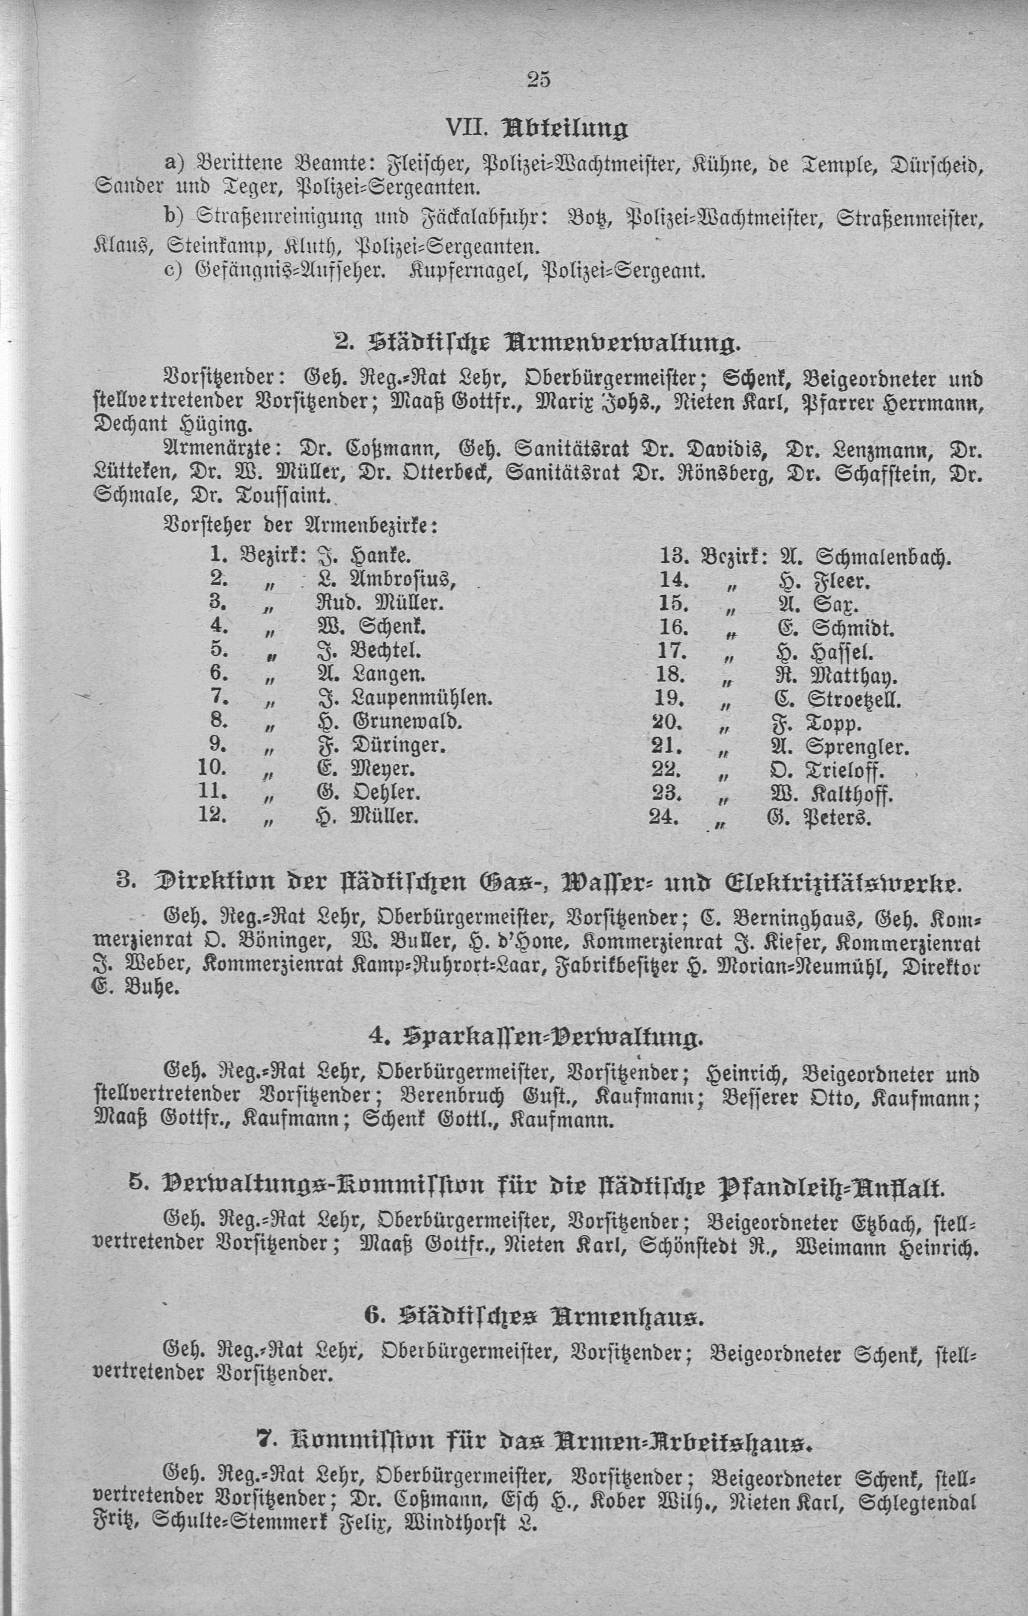 25
VII. Abteilung
a) Berittene Beamte: Fleischer, Polizei-Wachtmeister, Kühne, de Temple, Dürscheid,
Sander und Teger, Polizei-Sergeanten.
b) Straßenreinigung und Fäckalabfuhr: Botz, Polizei-Wachtmeister, Straßenmeister,
Klaus, Steinkamp, Kluth, Polizei-Sergeanten.
c) Gefängnis-Aufseher. Kupfernagel, Polizei-Sergeant.
2. Städtische Armenverwaltung.
Vorsitzender: Geh. Reg.-Rat Lehr, Oberbürgermeister; Schenk, Beigeordneter und
stellvertretender Vorsitzender; Maaß Gottfr., Marix Johs., Nieten Karl, Pfarrer Herrmann,
Dechant Hüging.
Armenärzte: Dr. Coßmann, Geh. Sanitätsrat Dr. Davidis, Dr. Lenzmann, Dr.
Lütteken, Dr. W. Müller, Dr. Otterbeck, Sanitätsrat Dr. Rönsberg, Dr. Schafstein, Dr.
Schmale, Dr. Toussaint.
Vorsteher der Armenbezirke:
1. Bezirk: J. Hanke.
2. „ L. Ambrosius,
3. „ Rud. Müller.
4. „ W. Schenk.
5. „ J. Bechtel.
6. „ A. Langen.
7. „ J. Laupenmühlen.
8. „ H. Grunewald.
9. „ F. Düringer.
10. „ E. Meyer.
11. „ G. Oehler.
12. „ H. Müller.
13. Bezirk: A. Schmalenbach.
14. „ H. Fleer.
15. „ A. Sax.
16. „ E. Schmidt.
17. „ H. Hassel.
18. „ R. Matthay.
19. „ C. Stroetzell.
20. „ F. Topp.
21. „ A. Sprengler.
22. „ O. Trieloff.
23. „ W. Kalthoff.
24. „ G. Peters.
3. Direktion der städtischen Gas-, Wasser- und Elektrizitätswerke.
Geh. Reg.-Rat Lehr, Oberbürgermeister, Vorsitzender; C. Berninghaus, Geh. Kom-
merzienrat O. Böninger, W. Buller, H. d'Hone, Kommerzienrat J. Kiefer, Kommerzienrat
J. Weber, Kommerzienrat Kamp-Ruhrort-Laar, Fabrikbesitzer H. Morian-Neumühl, Direktor
E. Buhe.
4. Sparkassen-Verwaltung.
Geh. Reg.-Rat Lehr, Oberbürgermeister, Vorsitzender; Heinrich, Beigeordneter und
stellvertretender Vorsitzender; Berenbruch Gust., Kaufmann; Besserer Otto, Kaufmann;
Maaß Gottfr., Kaufmann; Schenk Gottl., Kaufmann.
5. Verwaltungs-Kommission für die städtische Pfandleih-Anstalt.
Geh. Reg.-Rat Lehr, Oberbürgermeister, Vorsitzender; Beigeordneter Etzbach, stell-
vertretender Vorsitzender; Maaß Gottfr., Nieten Karl, Schönstedt R., Weimann Heinrich.
6. Städtisches Armenhaus.
Geh. Reg.-Rat Lehr, Oberbürgermeister, Vorsitzender; Beigeordneter Schenk, stell-
vertretender Vorsitzender.
7. Kommission für das Armen-Arbeitshaus.
Geh. Reg.-Rat Lehr, Oberbürgermeister, Vorsitzender; Beigeordneter Schenk, stell-
vertretender Vorsitzender; Dr. Coßmann, Esch H., Kober Wilh., Nieten Karl, Schlegtendal
Fritz, Schulte-Stemmerk Felix, Windthorst L.